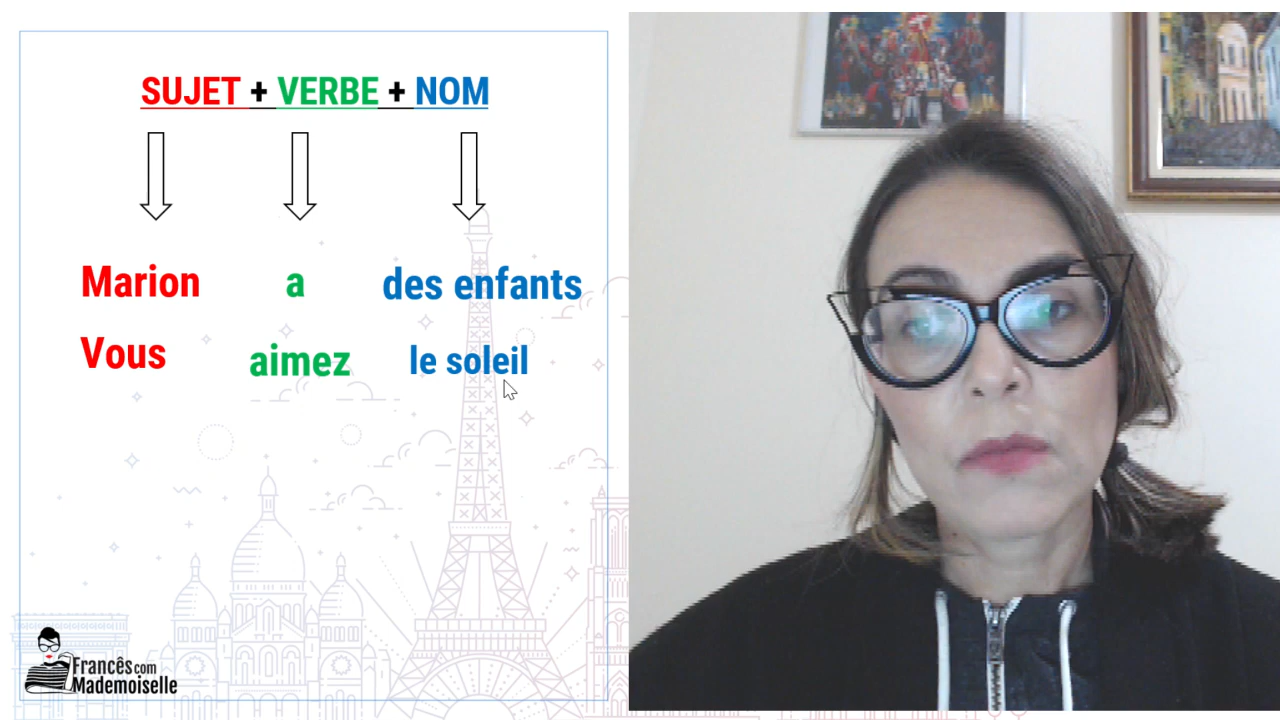 SUJET + VERBE + NOM
Marion a des enfants
Vous aimez le soleil
Francês com
Mademoiselle